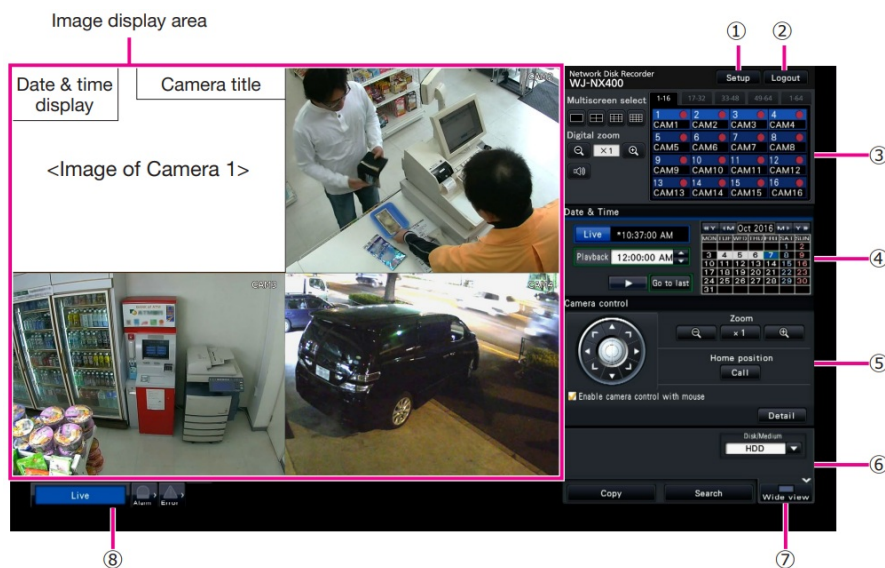 Image display area
① ②
Date & time
display
Camera title
<Image of Camera 1>
CAM3
Network Disk Recorder
WJ-NX400
Setup Logout
Multiscreen select
1-16 17-32 33-48 49-64 1-64
1 2 3 4
CAM1 CAM2 CAM3 CAM4
5 6 7 8
CAM5 CAM6 CAM7 CAM8
9 10 11 12
CAM9 CAM10 CAM11 CAM12
13 14 15 16
CAM13 CAM14 CAM15 CAM16
Digital zoom
×1
③
Date & Time
Live *10:37:00 AM
Playback 12:00:00 AM
Go to last
Oct 2016
MON TUE WED THU FRI SAT SUN
1 2
3 4 5 6 7 8 9
10 11 12 13 14 15 16
17 18 19 20 21 22 23
24 25 26 27 28 29 30
31
④
Camera control
Zoom
×1
Home position
Call
Enable camera control with mouse
Detail
⑤
Disk/Medium
HDD
⑥
Copy Search Wide view
Live Alarm Error
⑧ ⑦